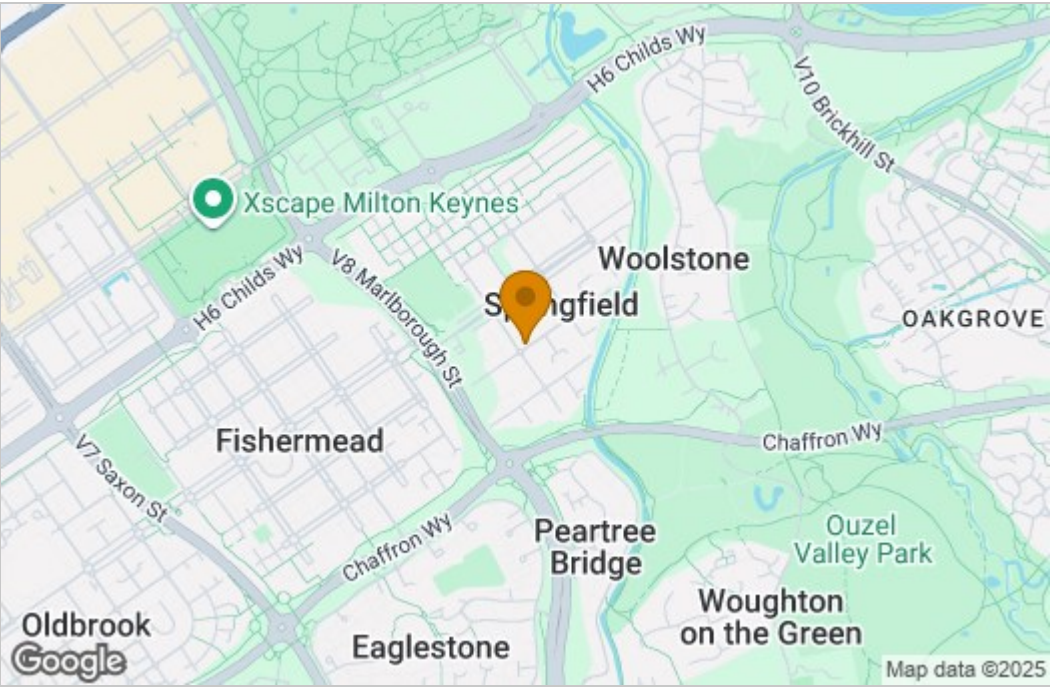 H6 Childs Wy
V10 Brickhill St
Xscape Milton Keynes
Woolstone
H6 Childs Wy
V8 Marlborough St
OAKGROVE
Fishermead
Chaffron Wy
V7 Saxon St
Peartree
Bridge
Chaffron Wy
Ouzel
Valley Park
Woughton
on the Green
Oldbrook
Eaglestone
Google
Map data ©2025